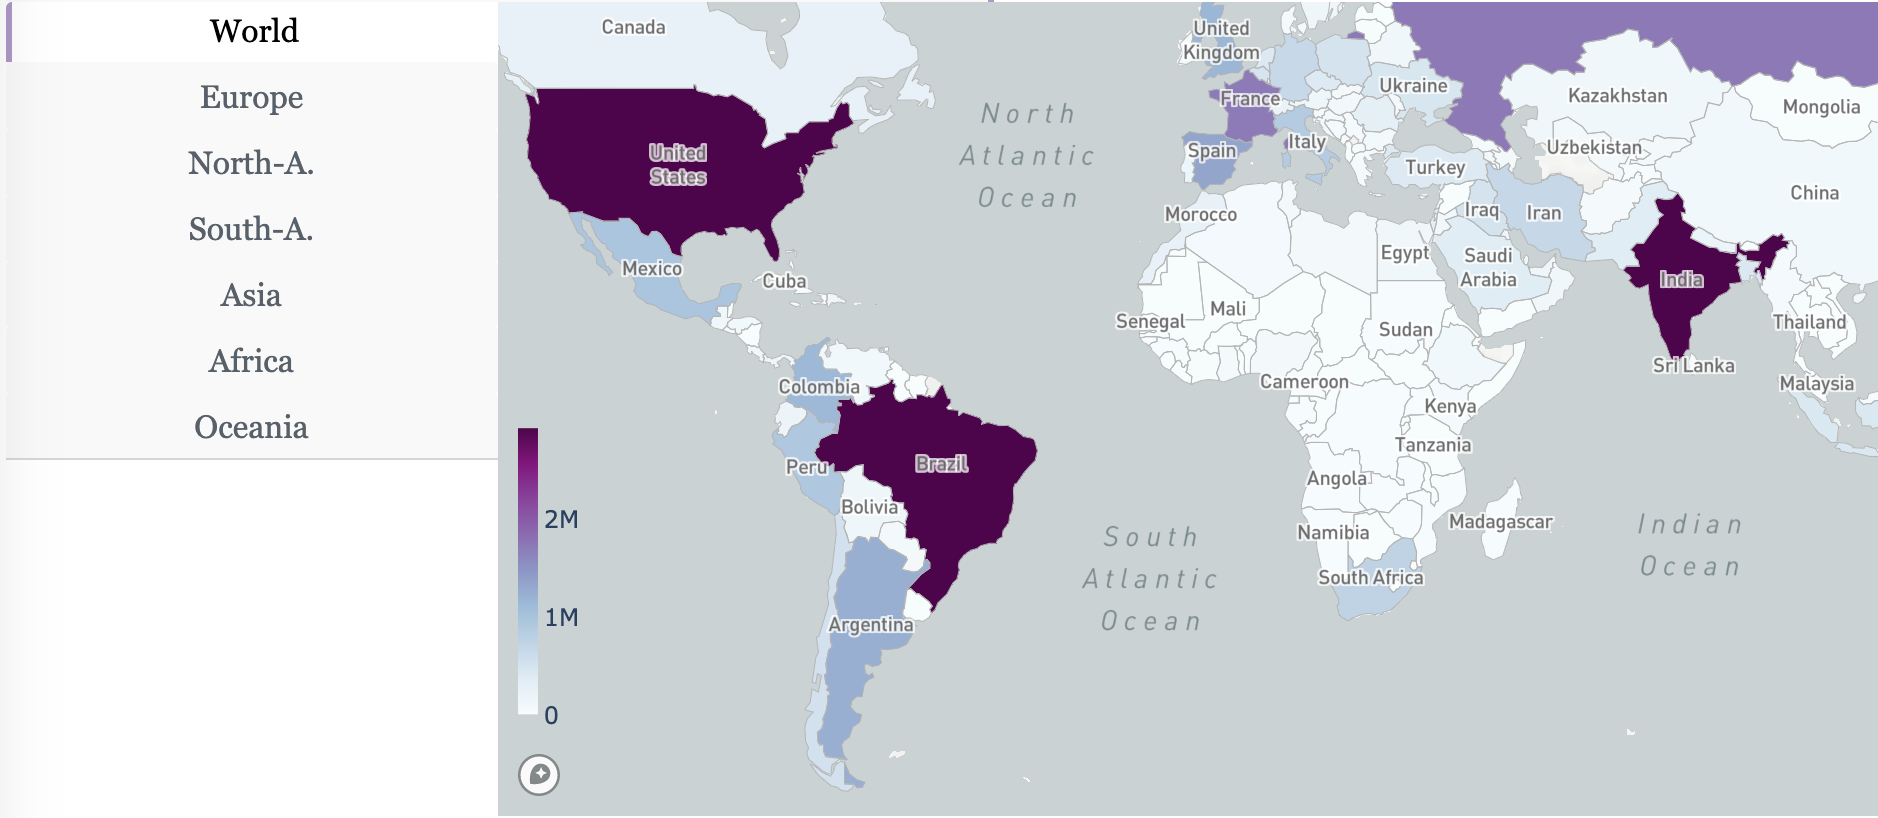 World
Europe
North-A.
South-A.
Asia
Africa
Oceania
Canada
United
States
Mexico
Cuba
North
Atlantic
Ocean
United
Kingdom
France
Spain
Italy
Ukraine
Turkey
Kazakhstan
Uzbekistan
Mongolia
China
Morocco
Iraq
Iran
Egypt
Saudi
Arabia
India
Mali
Senegal
Sudan
Thailand
Sri Lanka
Malaysia
Cameroon
Kenya
Tanzania
Angola
Namibia
Madagascar
South Africa
Colombia
Peru
Brazil
Bolivia
Argentina
South
Atlantic
Ocean
Indian
Ocean
2M
1M
0